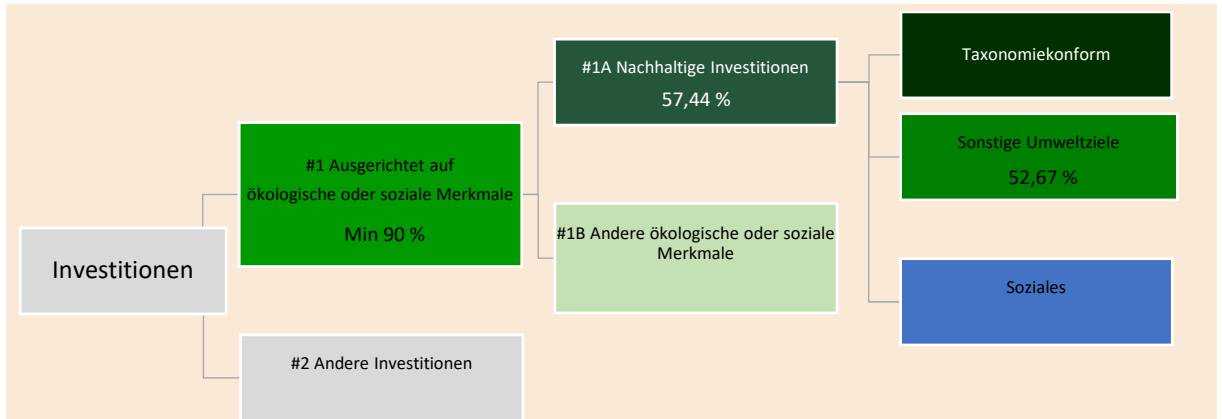 Investitionen
#1 Ausgerichtet auf
ökologische oder soziale Merkmale
Min 90 %
#2 Andere Investitionen
#1A Nachhaltige Investitionen
57,44 %
#1B Andere ökologische oder soziale
Merkmale
Taxonomiekonform
Sonstige Umweltziele
52,67 %
Soziales